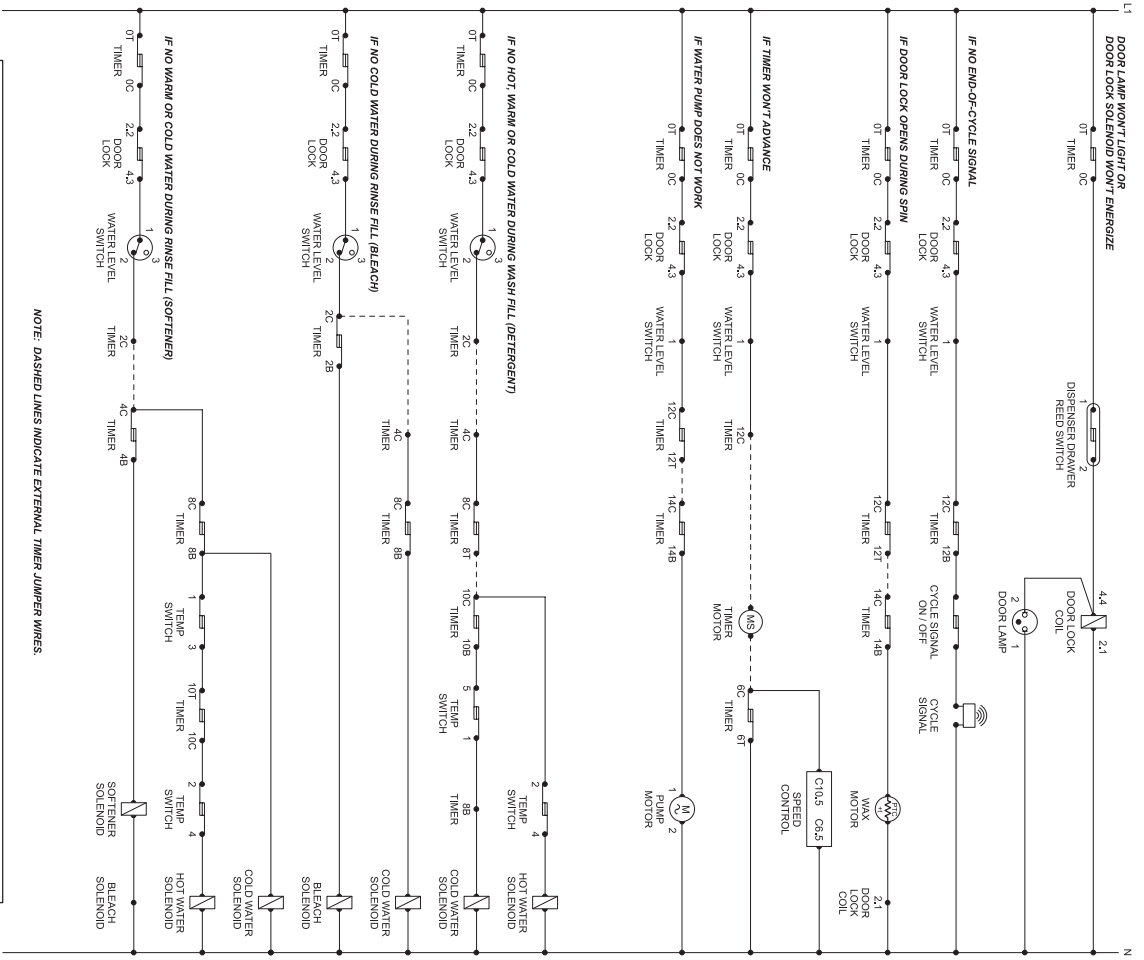 L1
N
DOOR LAMP WON'T LIGHT OR
DOOR LOCK SOLENOID WON'T ENERGIZE
0T
0C
TIMER
1
2
DISPENSER DRAWER
REED SWITCH
4.4
2.1
DOOR LOCK
COIL
2
1
DOOR LAMP
IF NO END-OF-CYCLE SIGNAL
0T
0C
TIMER
2.2
4.3
DOOR
LOCK
1
WATER LEVEL
SWITCH
12C
12B
TIMER
CYCLE SIGNAL
ON / OFF
CYCLE
SIGNAL
IF DOOR LOCK OPENS DURING SPIN
0T
0C
TIMER
2.2
4.3
DOOR
LOCK
1
WATER LEVEL
SWITCH
12C
12T
TIMER
14C
14B
TIMER
PTC
WAX
MOTOR
2.1
DOOR
LOCK
COIL
C10.5 C6.5
SPEED
CONTROL
IF TIMER WON'T ADVANCE
0T
0C
TIMER
2.2
4.3
DOOR
LOCK
1
WATER LEVEL
SWITCH
12C
TIMER
MS
TIMER
MOTOR
6C
6T
TIMER
IF WATER PUMP DOES NOT WORK
0T
0C
TIMER
2.2
4.3
DOOR
LOCK
1
WATER LEVEL
SWITCH
12C
12T
TIMER
14C
14B
TIMER
1
M
2
PUMP
MOTOR
IF NO HOT, WARM OR COLD WATER DURING WASH FILL (DETERGENT)
2
4
TEMP
SWITCH
HOT WATER
SOLENOID
0T
0C
TIMER
2.2
4.3
DOOR
LOCK
1
3
2
WATER LEVEL
SWITCH
2C
TIMER
4C
TIMER
8C
8T
TIMER
10C
10B
TIMER
5
1
TEMP
SWITCH
8B
TIMER
COLD WATER
SOLENOID
IF NO COLD WATER DURING RINSE FILL (BLEACH)
4C
TIMER
8C
8B
TIMER
COLD WATER
SOLENOID
0T
0C
TIMER
2.2
4.3
DOOR
LOCK
1
3
2
WATER LEVEL
SWITCH
2C
2B
TIMER
BLEACH
SOLENOID
COLD WATER
SOLENOID
IF NO WARM OR COLD WATER DURING RINSE FILL (SOFTENER)
8C
8B
TIMER
1
3
TEMP
SWITCH
10T
10C
TIMER
2
4
TEMP
SWITCH
HOT WATER
SOLENOID
0T
0C
TIMER
2.2
4.3
DOOR
LOCK
1
3
2
WATER LEVEL
SWITCH
2C
TIMER
4C
4B
TIMER
SOFTENER
SOLENOID
BLEACH
SOLENOID
NOTE: DASHED LINES INDICATE EXTERNAL TIMER JUMPER WIRES.